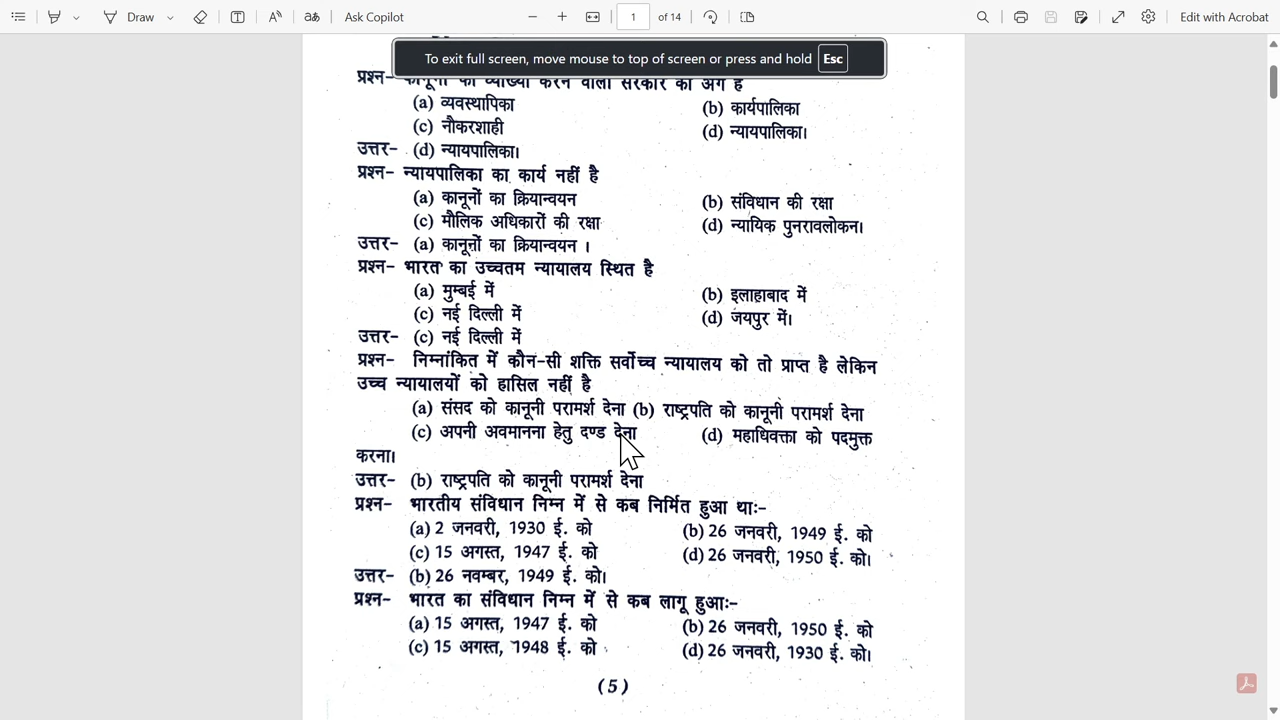 Draw
Ask Copilot
1 of 14
Edit with Acrobat
To exit full screen, move mouse to top of screen or press and hold Esc
प्रश्न- कानूनों की व्याख्या करने वाला सरकार का अंग है
(a) व्यवस्थापिका (b) कार्यपालिका
(c) नौकरशाही (d) न्यायपालिका।
उत्तर- (d) न्यायपालिका।
प्रश्न- न्यायपालिका का कार्य नहीं है
(a) कानूनों का क्रियान्वयन (b) संविधान की रक्षा
(c) मौलिक अधिकारों की रक्षा (d) न्यायिक पुनरावलोकन।
उत्तर- (a) कानूनों का क्रियान्वयन ।
प्रश्न- भारत का उच्चतम न्यायालय स्थित है
(a) मुम्बई में (b) इलाहाबाद में
(c) नई दिल्ली में (d) जयपुर में।
उत्तर- (c) नई दिल्ली में
प्रश्न- निम्नांकित में कौन-सी शक्ति सर्वोच्च न्यायालय को तो प्राप्त है लेकिन
उच्च न्यायालयों को हासिल नहीं है
(a) संसद को कानूनी परामर्श देना (b) राष्ट्रपति को कानूनी परामर्श देना
(c) अपनी अवमानना हेतु दण्ड देना (d) महाधिवक्ता को पदमुक्त
करना।
उत्तर- (b) राष्ट्रपति को कानूनी परामर्श देना
प्रश्न- भारतीय संविधान निम्न में से कब निर्मित हुआ थाः-
(a) 2 जनवरी, 1930 ई. को (b) 26 जनवरी, 1949 ई. को
(c) 15 अगस्त, 1947 ई. को (d) 26 जनवरी, 1950 ई. को।
उत्तर- (b) 26 नवम्बर, 1949 ई. को।
प्रश्न- भारत का संविधान निम्न में से कब लागू हुआः-
(a) 15 अगस्त, 1947 ई. को (b) 26 जनवरी, 1950 ई. को
(c) 15 अगस्त, 1948 ई. को (d) 26 जनवरी, 1930 ई. को।
(5)